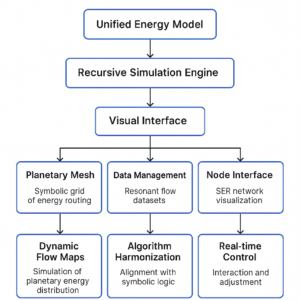 Unified Energy Model
Recursive Simulation Engine
Visual Interface
Planetary Mesh
Symbolic grid
of energy routing
Data Management
Resonant flow
datasets
Node Interface
SER network
visualization
Dynamic
Flow Maps
Simulation of
planetary energy
distribution
Algorithm
Harmonization
Alignment with
symbolic logic
Real-time
Control
Interaction and
adjustment